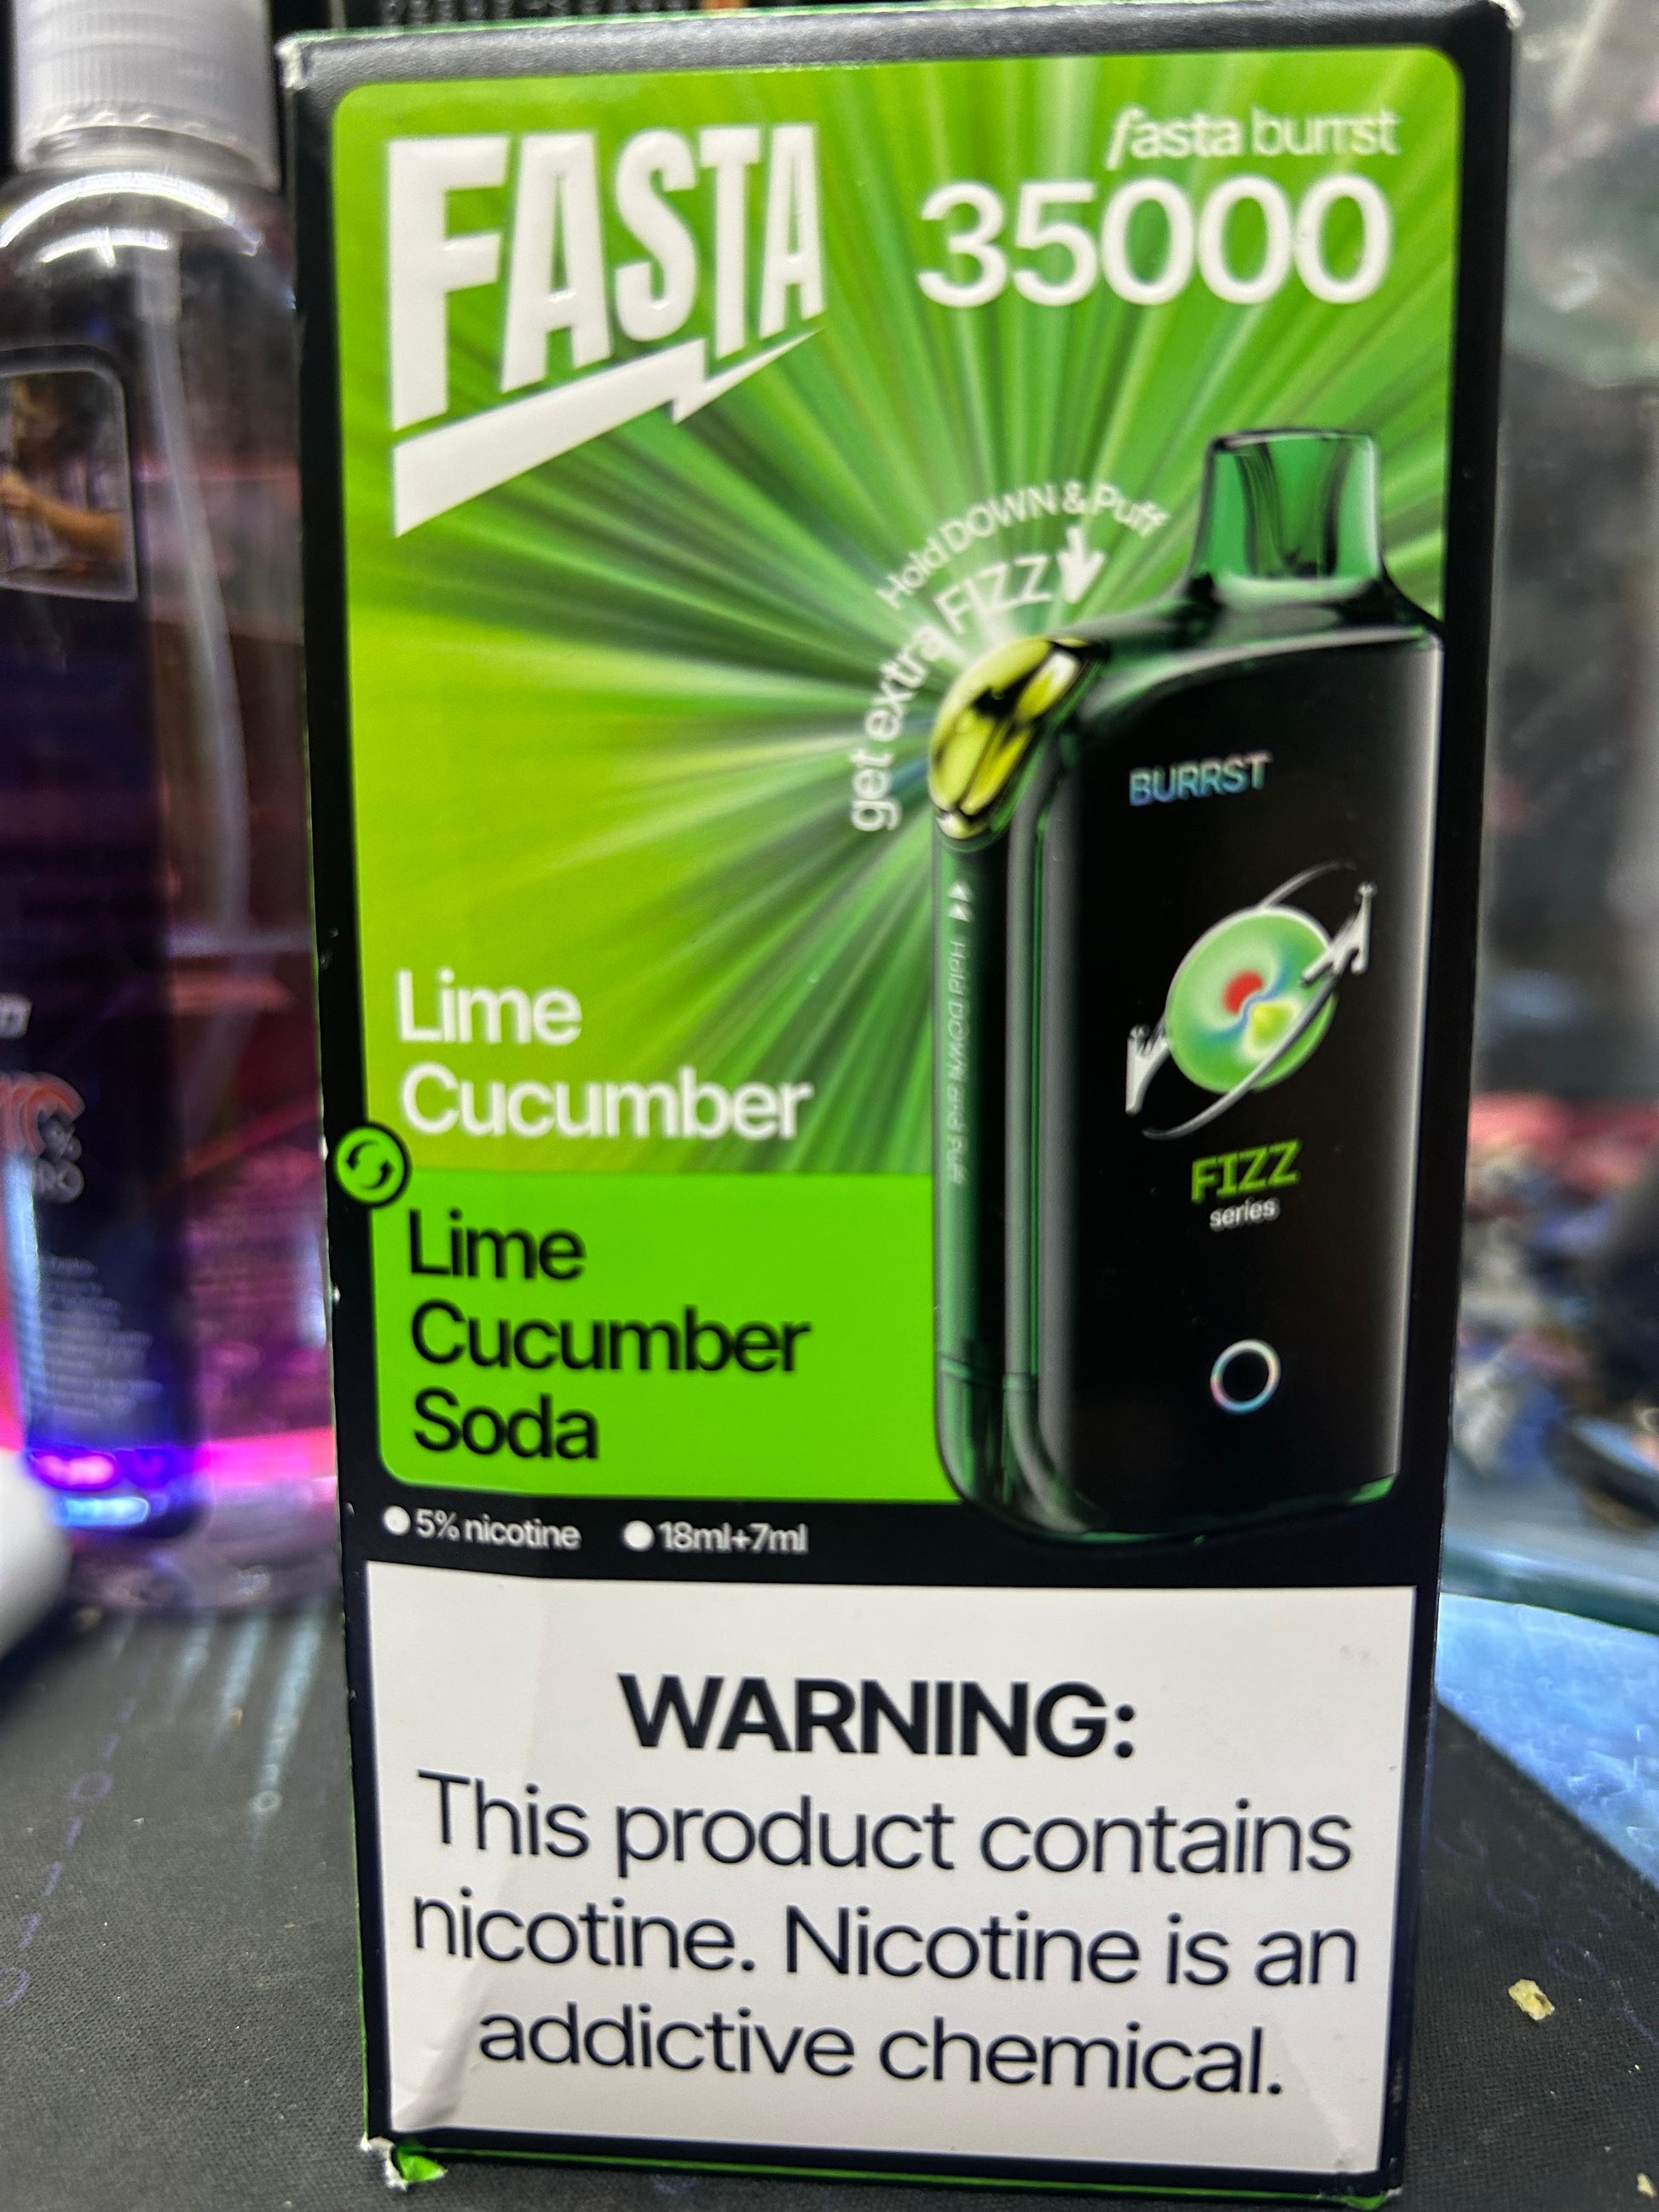 FASTA
fasta burrst
35000
Hold DOWN & Puff
get extra FIZZ
BURRST
Hold DOWN & Puff
FIZZ
series
Lime
Cucumber
Lime
Cucumber
Soda
5% nicotine
18ml+7ml
WARNING:
This product contains
nicotine. Nicotine is an
addictive chemical.